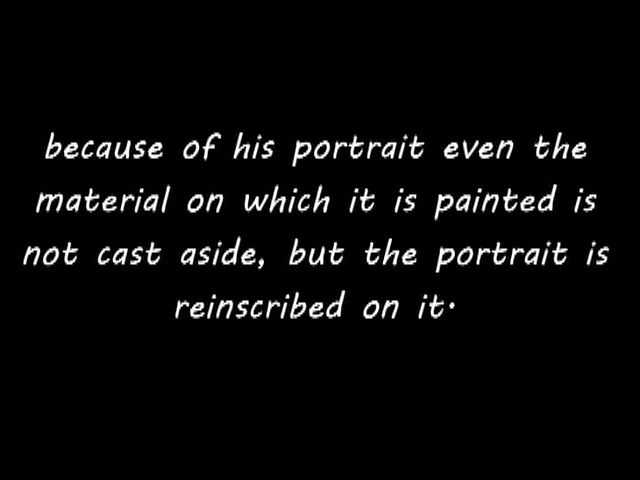 because of his portrait even the
material on which it is painted is
not cast aside, but the portrait is
reinscribed on it.